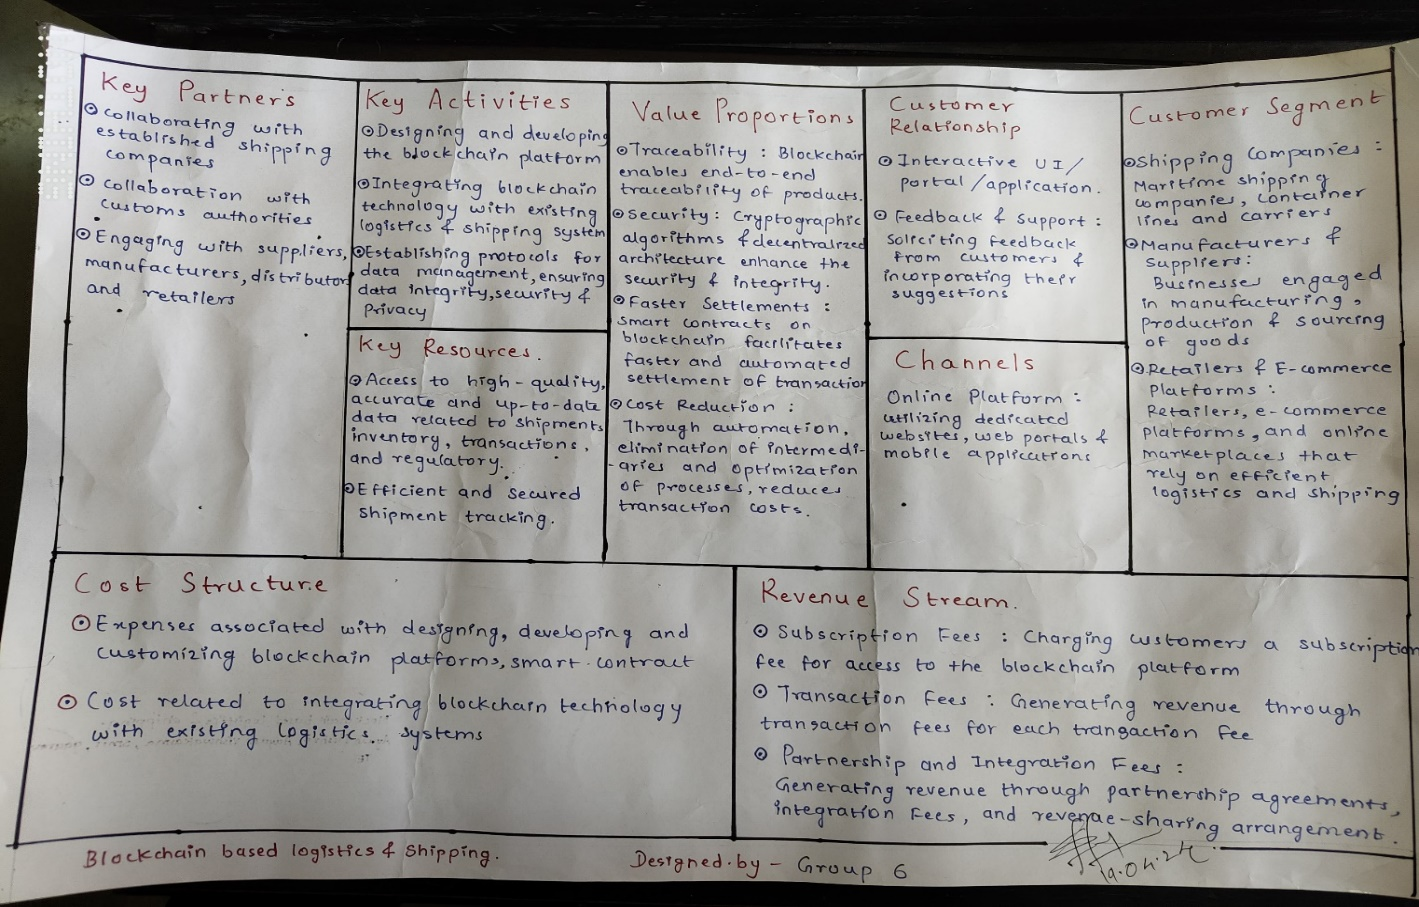 Key Partners
collaborating with
established shipping
companies
collaboration with
customs authorities
Engaging with suppliers,
manufacturers, distributor
and retailers
Key Activities
Designing and developing
the blockchain platform
Integrating blockchain
technology with existing
logistics & shipping system
Establishing protocols for
data management, ensuring
data integrity, security &
Privacy
Key Resources.
Access to high-quality,
accurate and up-to-date
data related to shipments
inventory, transactions,
and regulatory.
Efficient and secured
shipment tracking.
Value Proportions
Traceability : Blockchain
enables end-to-end
traceability of products.
Security: Cryptographic
algorithms & decentralized
architecture enhance the
security & integrity.
Faster Settlements :
Smart contracts on
blockchain facilitates
faster and automated
settlement of transaction
Cost Reduction :
Through automation,
elimination of intermedi-
-aries and optimization
of processes, reduces
transaction costs.
Customer
Relationship
Interactive UI/
portal/application.
Feedback & Support :
Soliciting feedback
from customers &
incorporating their
suggestions
Channels
Online Platform :
utilizing dedicated
websites, web portals &
mobile applications
Customer Segment
Shipping Companies :
Maritime shipping
companies, container
lines and carriers
Manufacturers &
Suppliers:
Businesses engaged
in manufacturing,
production & sourcing
of goods
Retailers & E-commerce
Platforms :
Retailers, e-commerce
platforms, and online
marketplaces that
rely on efficient
logistics and shipping
Cost Structure
Expenses associated with designing, developing and
customizing blockchain platforms, smart contract
Cost related to integrating blockchain technology
with existing logistics systems
Revenue Stream.
Subscription Fees : Charging customers a subscription
fee for access to the blockchain platform
Transaction Fees : Generating revenue through
transaction fees for each transaction fee
Partnership and Integration Fees :
Generating revenue through partnership agreements,
integration fees, and revenue-sharing arrangement.
Blockchain based logistics & Shipping.
Designed by - Group 6
19.04.24